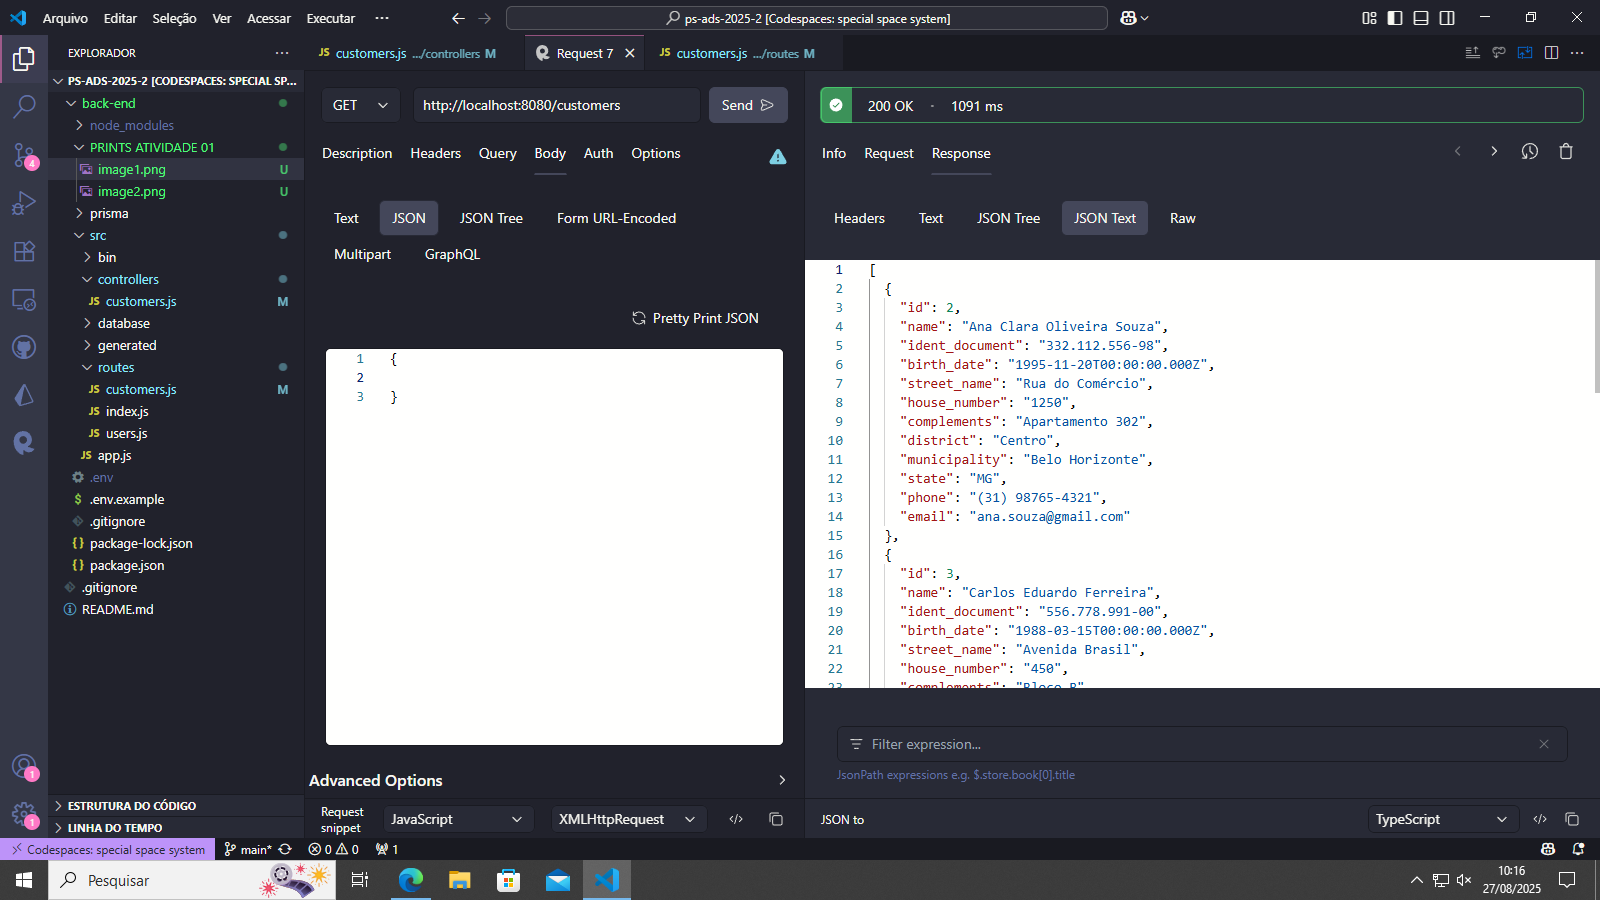 Arquivo Editar Seleção Ver Acessar Executar ···
ps-ads-2025-2 [Codespaces: special space system]
EXPLORADOR ···
JS customers.js .../controllers M
Request 7
JS customers.js .../routes M
PS-ADS-2025-2 [CODESPACES: SPECIAL SP...
back-end
node_modules
PRINTS ATIVIDADE 01
image1.png U
image2.png U
prisma
src
bin
controllers
JS customers.js M
database
generated
routes
JS customers.js M
JS index.js
JS users.js
JS app.js
.env
$ .env.example
.gitignore
{} package-lock.json
{} package.json
.gitignore
README.md
ESTRUTURA DO CÓDIGO
LINHA DO TEMPO
4
1
1
GET
http://localhost:8080/customers
Send
Description Headers Query Body Auth Options
Text JSON JSON Tree Form URL-Encoded
Multipart GraphQL
Pretty Print JSON
1 {
2
3 }
Advanced Options
Request snippet
JavaScript
XMLHttpRequest
200 OK · 1091 ms
Info Request Response
Headers Text JSON Tree JSON Text Raw
1 [
2 {
3 "id": 2,
4 "name": "Ana Clara Oliveira Souza",
5 "ident_document": "332.112.556-98",
6 "birth_date": "1995-11-20T00:00:00.000Z",
7 "street_name": "Rua do Comércio",
8 "house_number": "1250",
9 "complements": "Apartamento 302",
10 "district": "Centro",
11 "municipality": "Belo Horizonte",
12 "state": "MG",
13 "phone": "(31) 98765-4321",
14 "email": "ana.souza@gmail.com"
15 },
16 {
17 "id": 3,
18 "name": "Carlos Eduardo Ferreira",
19 "ident_document": "556.778.991-00",
20 "birth_date": "1988-03-15T00:00:00.000Z",
21 "street_name": "Avenida Brasil",
22 "house_number": "450",
23 "complements": "Bloco B"
Filter expression...
JsonPath expressions e.g. $.store.book[0].title
JSON to
TypeScript
Codespaces: special space system main* 0 0 1
Pesquisar
10:16
27/08/2025